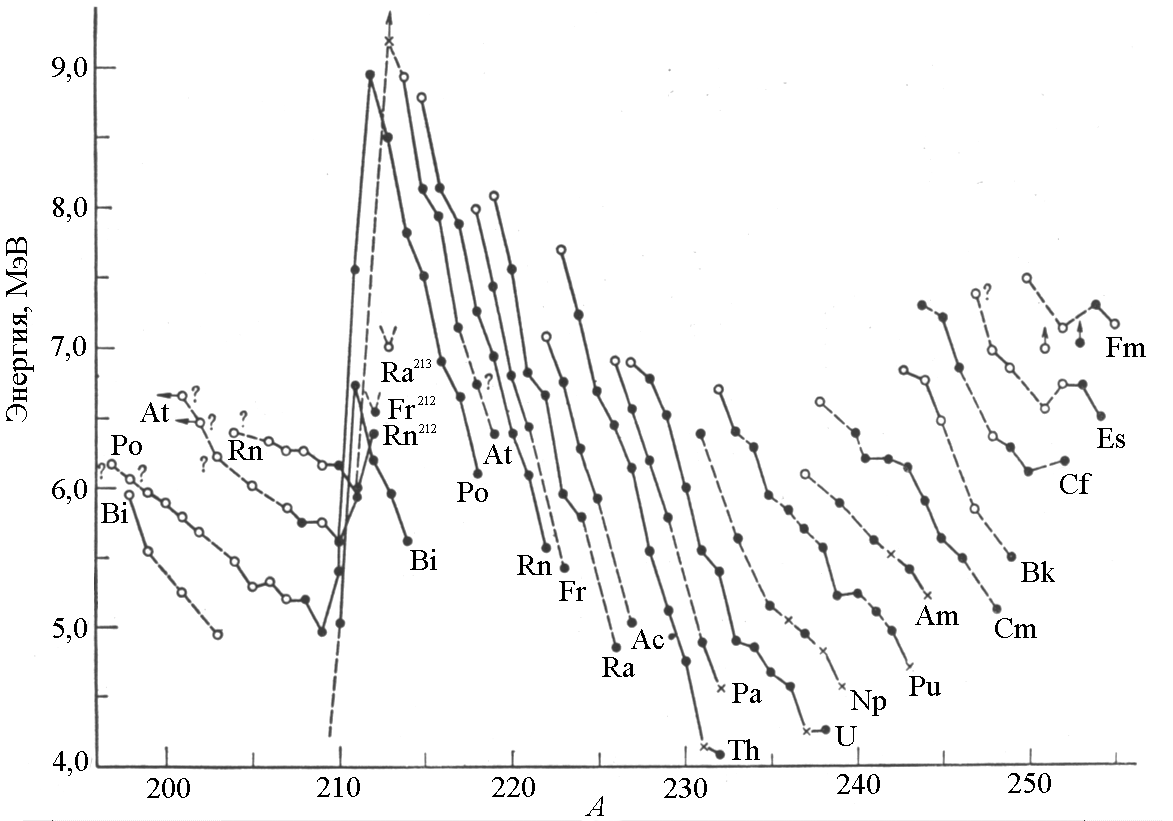 Энергия, МэВ
9,0
8,0
7,0
6,0
5,0
4,0
200
210
220
230
240
250
A
Bi
Po
At
Rn
? ? ? ? ? ?
Ra²¹³
Fr²¹²
Rn²¹²
Bi
Po
At
?
Rn
Fr
Ra
Ac
Th
Pa
U
Np
Pu
Am
Cm
Bk
Cf
?
Es
Fm